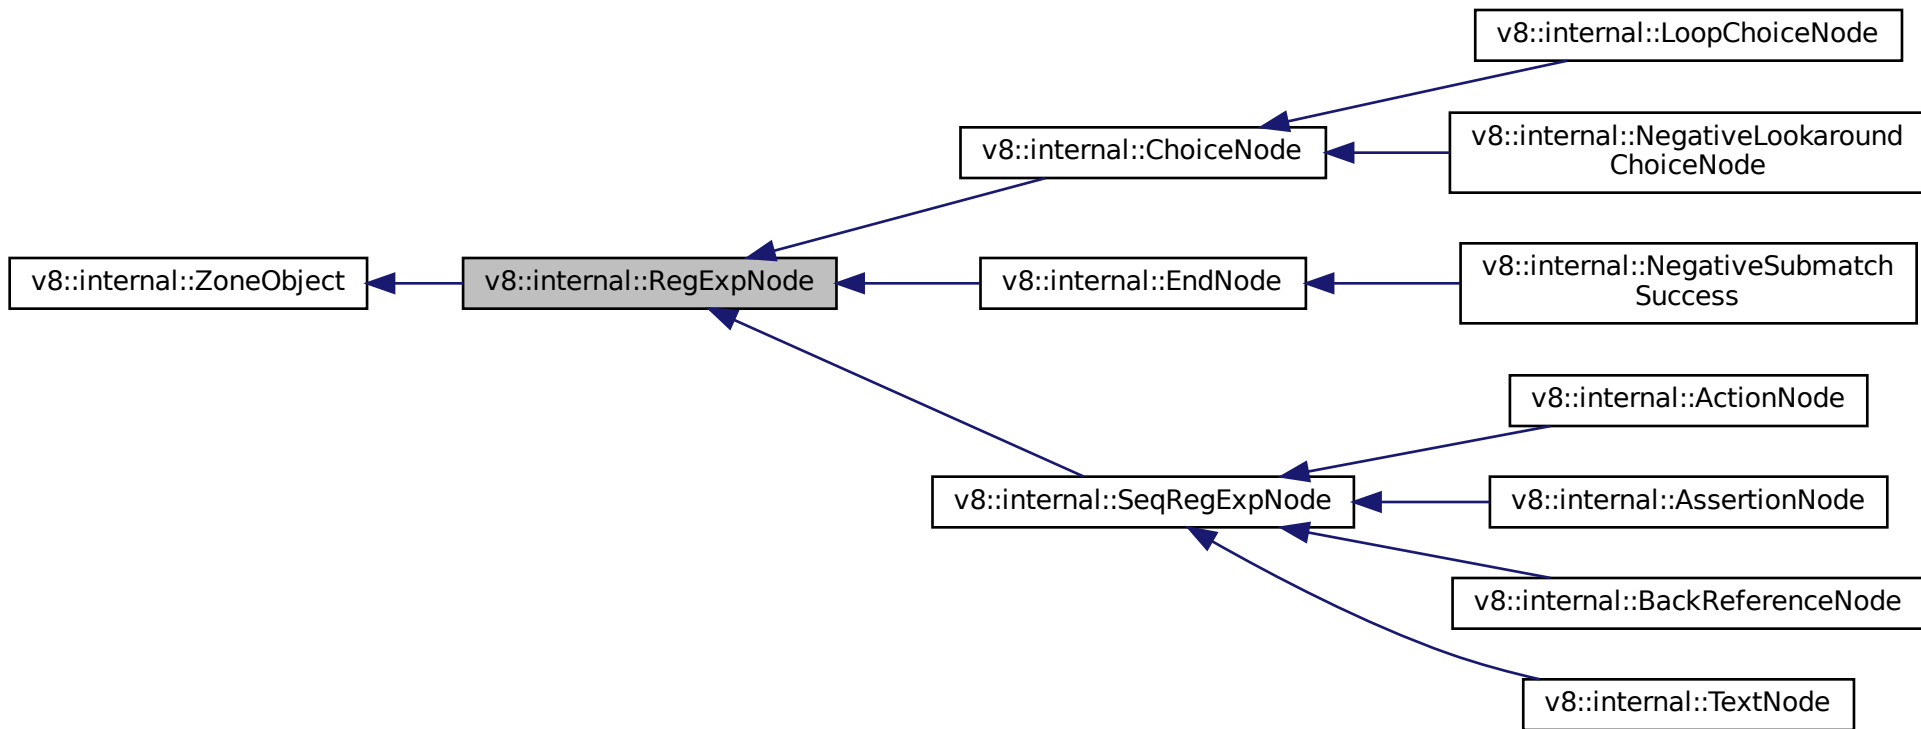 v8::internal::LoopChoiceNode
v8::internal::NegativeLookaround
ChoiceNode
v8::internal::ChoiceNode
v8::internal::ZoneObject
v8::internal::RegExpNode
v8::internal::EndNode
v8::internal::NegativeSubmatch
Success
v8::internal::ActionNode
v8::internal::SeqRegExpNode
v8::internal::AssertionNode
v8::internal::BackReferenceNode
v8::internal::TextNode